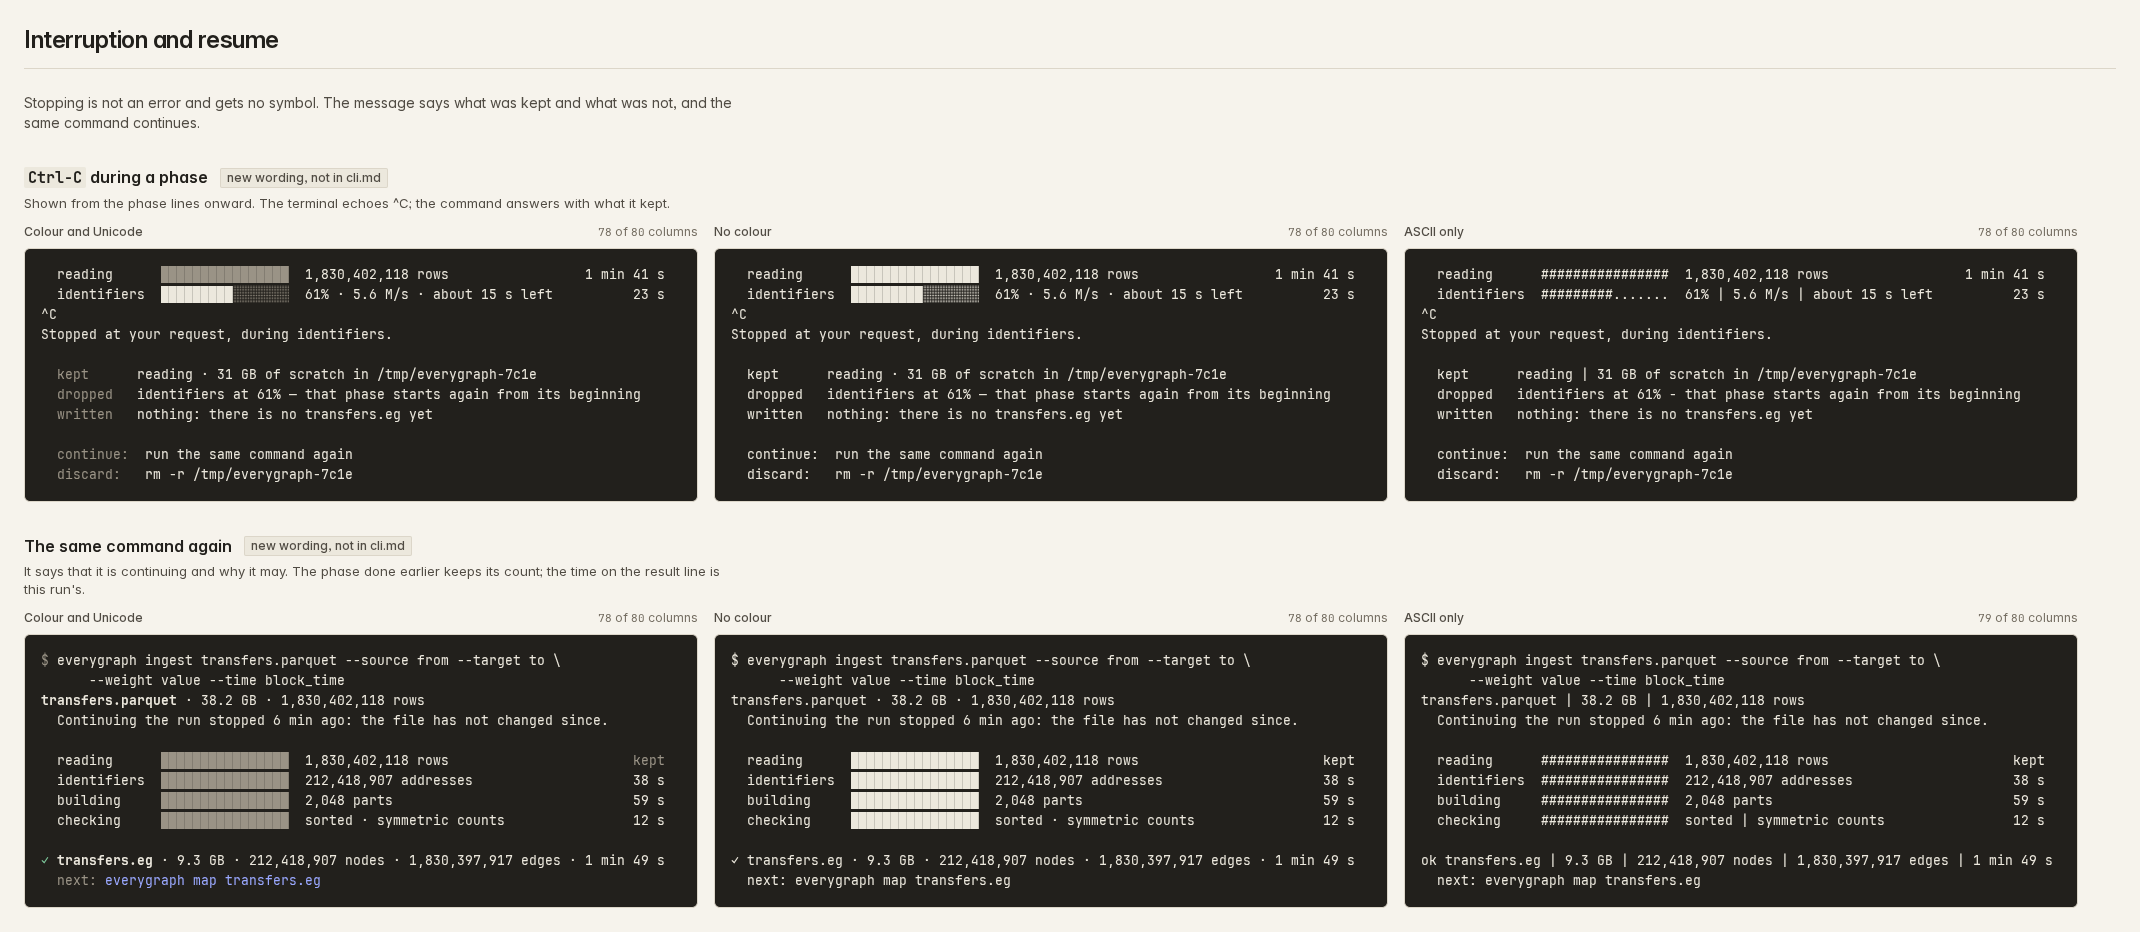 Interruption and resume
Stopping is not an error and gets no symbol. The message says what was kept and what was not, and the
same command continues.
Ctrl-C during a phase new wording, not in cli.md
Shown from the phase lines onward. The terminal echoes ^C; the command answers with what it kept.
Colour and Unicode 78 of 80 columns
reading 1,830,402,118 rows 1 min 41 s
identifiers 61% · 5.6 M/s · about 15 s left 23 s
^C
Stopped at your request, during identifiers.
kept reading · 31 GB of scratch in /tmp/everygraph-7c1e
dropped identifiers at 61% — that phase starts again from its beginning
written nothing: there is no transfers.eg yet
continue: run the same command again
discard: rm -r /tmp/everygraph-7c1e
No colour 78 of 80 columns
reading 1,830,402,118 rows 1 min 41 s
identifiers 61% · 5.6 M/s · about 15 s left 23 s
^C
Stopped at your request, during identifiers.
kept reading · 31 GB of scratch in /tmp/everygraph-7c1e
dropped identifiers at 61% — that phase starts again from its beginning
written nothing: there is no transfers.eg yet
continue: run the same command again
discard: rm -r /tmp/everygraph-7c1e
ASCII only 78 of 80 columns
reading ################ 1,830,402,118 rows 1 min 41 s
identifiers #########....... 61% | 5.6 M/s | about 15 s left 23 s
^C
Stopped at your request, during identifiers.
kept reading | 31 GB of scratch in /tmp/everygraph-7c1e
dropped identifiers at 61% - that phase starts again from its beginning
written nothing: there is no transfers.eg yet
continue: run the same command again
discard: rm -r /tmp/everygraph-7c1e
The same command again new wording, not in cli.md
It says that it is continuing and why it may. The phase done earlier keeps its count; the time on the result line is
this run's.
Colour and Unicode 78 of 80 columns
$ everygraph ingest transfers.parquet --source from --target to \
--weight value --time block_time
transfers.parquet · 38.2 GB · 1,830,402,118 rows
Continuing the run stopped 6 min ago: the file has not changed since.
reading 1,830,402,118 rows kept
identifiers 212,418,907 addresses 38 s
building 2,048 parts 59 s
checking sorted · symmetric counts 12 s
✓ transfers.eg · 9.3 GB · 212,418,907 nodes · 1,830,397,917 edges · 1 min 49 s
next: everygraph map transfers.eg
No colour 78 of 80 columns
$ everygraph ingest transfers.parquet --source from --target to \
--weight value --time block_time
transfers.parquet · 38.2 GB · 1,830,402,118 rows
Continuing the run stopped 6 min ago: the file has not changed since.
reading 1,830,402,118 rows kept
identifiers 212,418,907 addresses 38 s
building 2,048 parts 59 s
checking sorted · symmetric counts 12 s
✓ transfers.eg · 9.3 GB · 212,418,907 nodes · 1,830,397,917 edges · 1 min 49 s
next: everygraph map transfers.eg
ASCII only 79 of 80 columns
$ everygraph ingest transfers.parquet --source from --target to \
--weight value --time block_time
transfers.parquet | 38.2 GB | 1,830,402,118 rows
Continuing the run stopped 6 min ago: the file has not changed since.
reading ################ 1,830,402,118 rows kept
identifiers ################ 212,418,907 addresses 38 s
building ################ 2,048 parts 59 s
checking ################ sorted | symmetric counts 12 s
ok transfers.eg | 9.3 GB | 212,418,907 nodes | 1,830,397,917 edges | 1 min 49 s
next: everygraph map transfers.eg